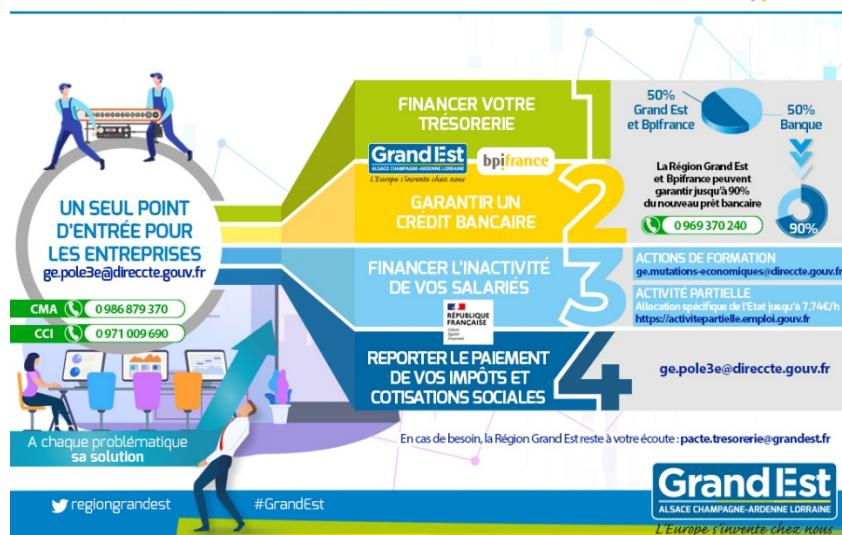 UN SEUL POINT
D'ENTRÉE POUR
LES ENTREPRISES
ge.pole3e@direccte.gouv.fr
CMA 0 986 879 370
CCI 0 971 009 690
A chaque problématique
sa solution
FINANCER VOTRE
TRÉSORERIE
1
50%
Grand Est
et Bpifrance
50%
Banque
Grand Est
ALSACE CHAMPAGNE-ARDENNE LORRAINE
L'Europe s'invente chez nous
bpifrance
GARANTIR UN
CRÉDIT BANCAIRE
2
La Région Grand Est
et Bpifrance peuvent
garantir jusqu'à 90%
du nouveau prêt bancaire
0 969 370 240
90%
FINANCER L'INACTIVITÉ
DE VOS SALARIÉS
3
ACTIONS DE FORMATION
ge.mutations-economiques@direccte.gouv.fr
ACTIVITÉ PARTIELLE
Allocation spécifique de l'Etat jusqu'à 7,74€/h
https://activitepartielle.emploi.gouv.fr
RÉPUBLIQUE
FRANÇAISE
Liberté
Égalité
Fraternité
REPORTER LE PAIEMENT
DE VOS IMPÔTS ET
COTISATIONS SOCIALES
4
ge.pole3e@direccte.gouv.fr
En cas de besoin, la Région Grand Est reste à votre écoute : pacte.tresorerie@grandest.fr
regiongrandest #GrandEst
Grand Est
ALSACE CHAMPAGNE-ARDENNE LORRAINE
L'Europe s'invente chez nous